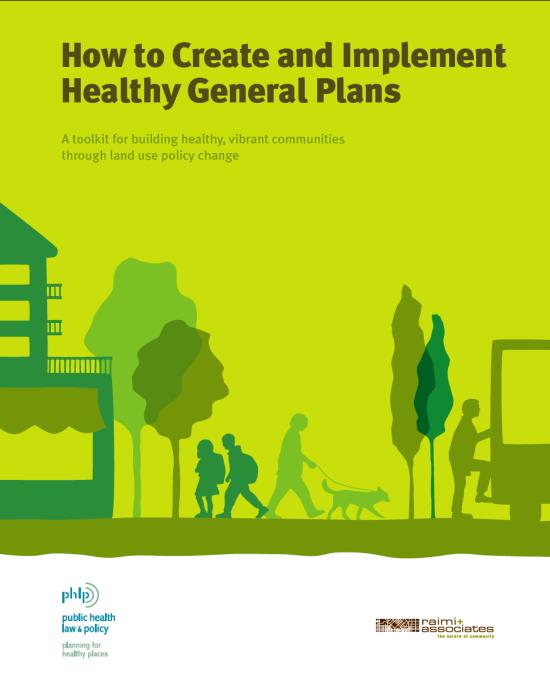 How to Create and Implement
Healthy General Plans
A toolkit for building healthy, vibrant communities
through land use policy change
phlp
public health
law & policy
planning for
healthy places
raimi+
associates
the nature of community